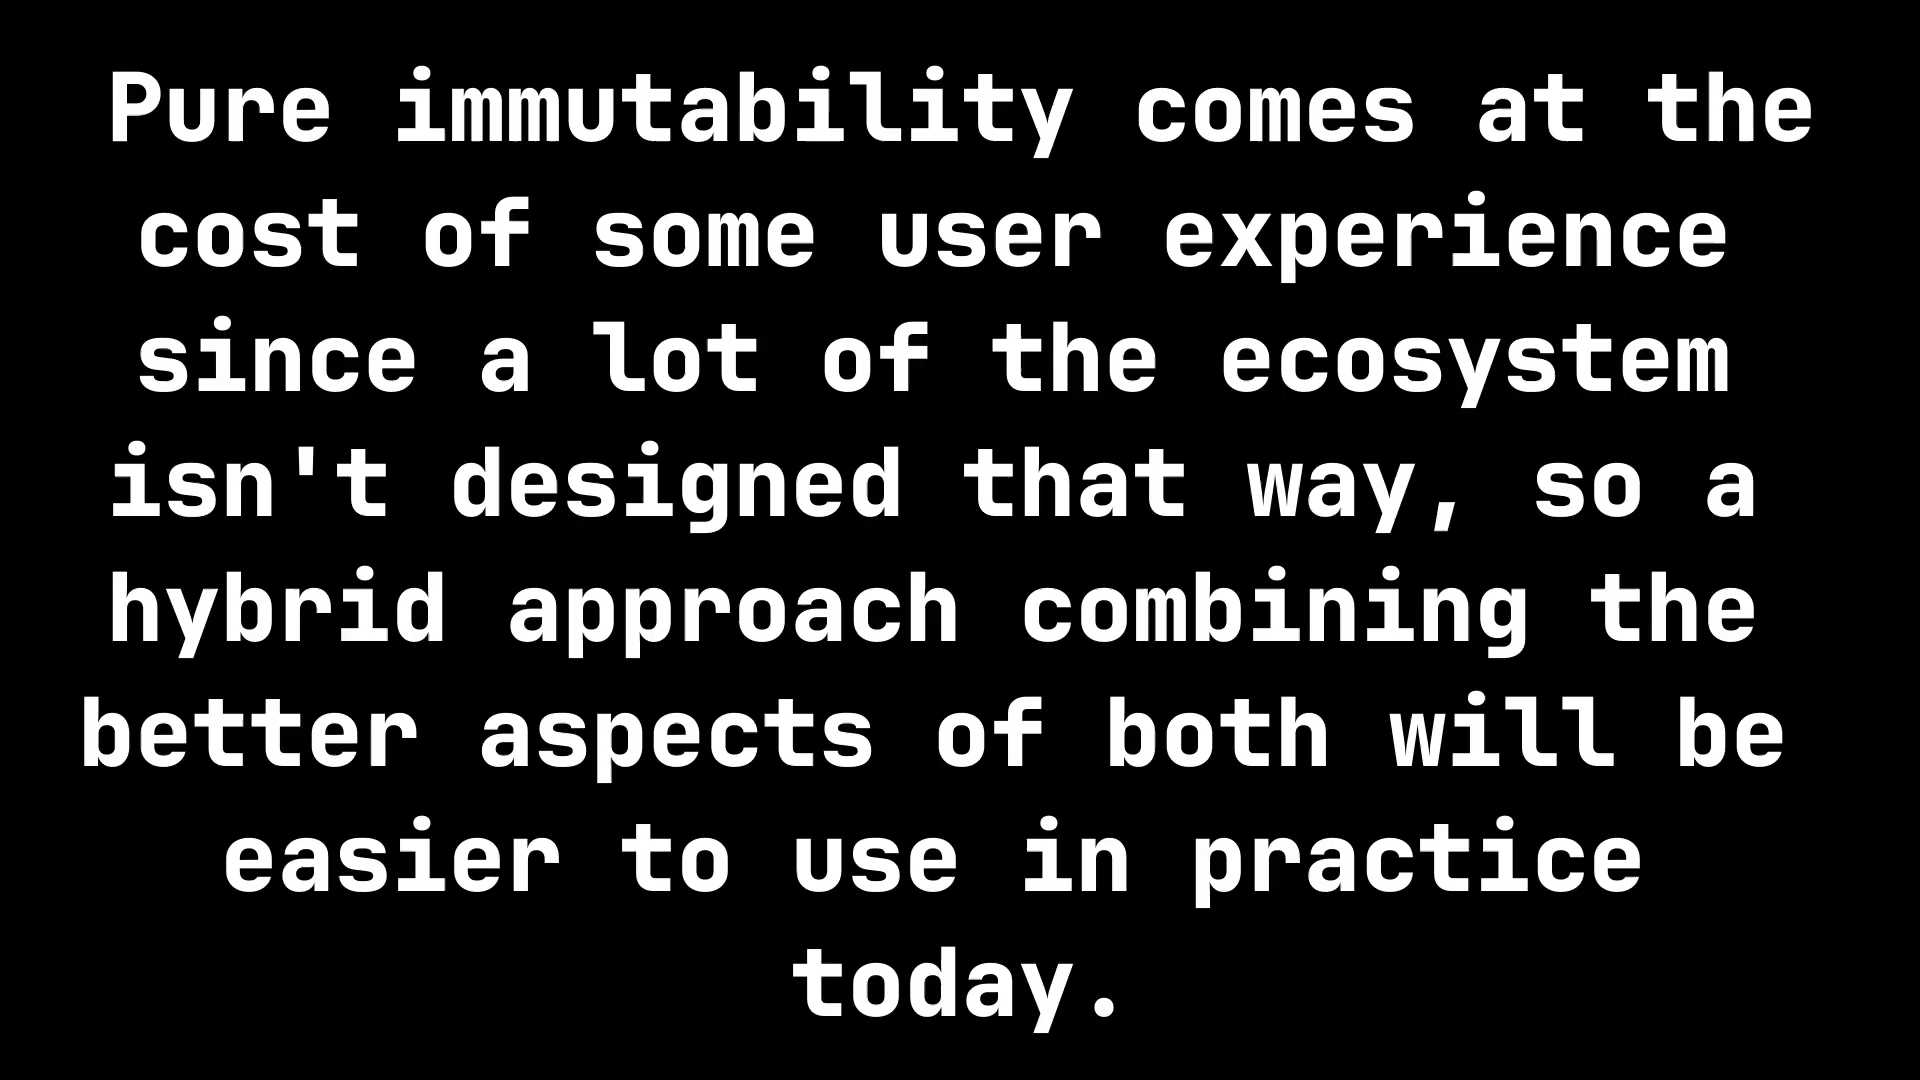 Pure immutability comes at the
cost of some user experience
since a lot of the ecosystem
isn't designed that way, so a
hybrid approach combining the
better aspects of both will be
easier to use in practice
today.